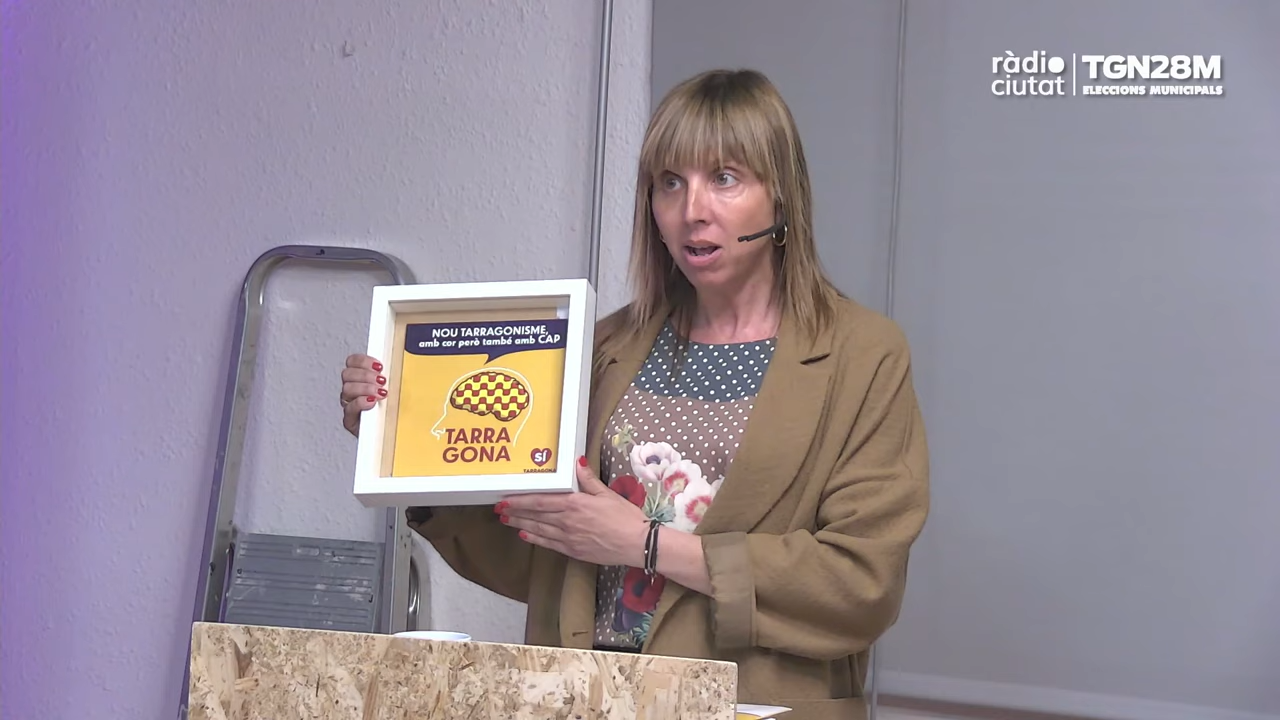 ràdio
ciutat
TGN28M
ELECCIONS MUNICIPALS
NOU TARRAGONISME,
amb cor però també amb CAP
TARRA
GONA
sí
TARRAGONA